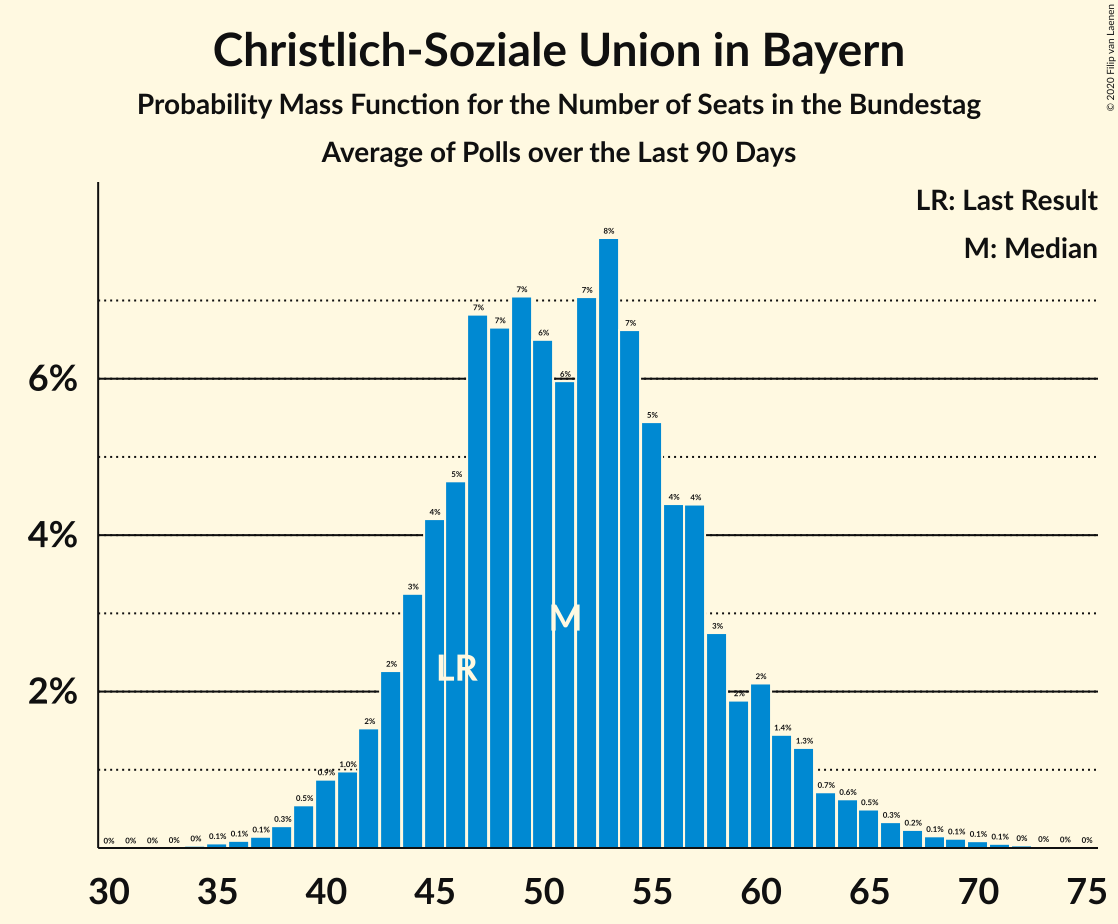 © 2020 Filip van Laenen
Christlich-Soziale Union in Bayern
Probability Mass Function for the Number of Seats in the Bundestag
Average of Polls over the Last 90 Days
LR: Last Result
M: Median
6%
4%
2%
0% 0% 0% 0% 0% 0.1% 0.1% 0.1% 0.3% 0.5% 0.9% 1.0% 2% 2% 3% 4% 5% 7% 7% 7% 6% 6% 7% 8% 7% 5% 4% 4% 3% 2% 2% 1.4% 1.3% 0.7% 0.6% 0.5% 0.3% 0.2% 0.1% 0.1% 0.1% 0.1% 0% 0% 0% 0%
M
LR
30 35 40 45 50 55 60 65 70 75